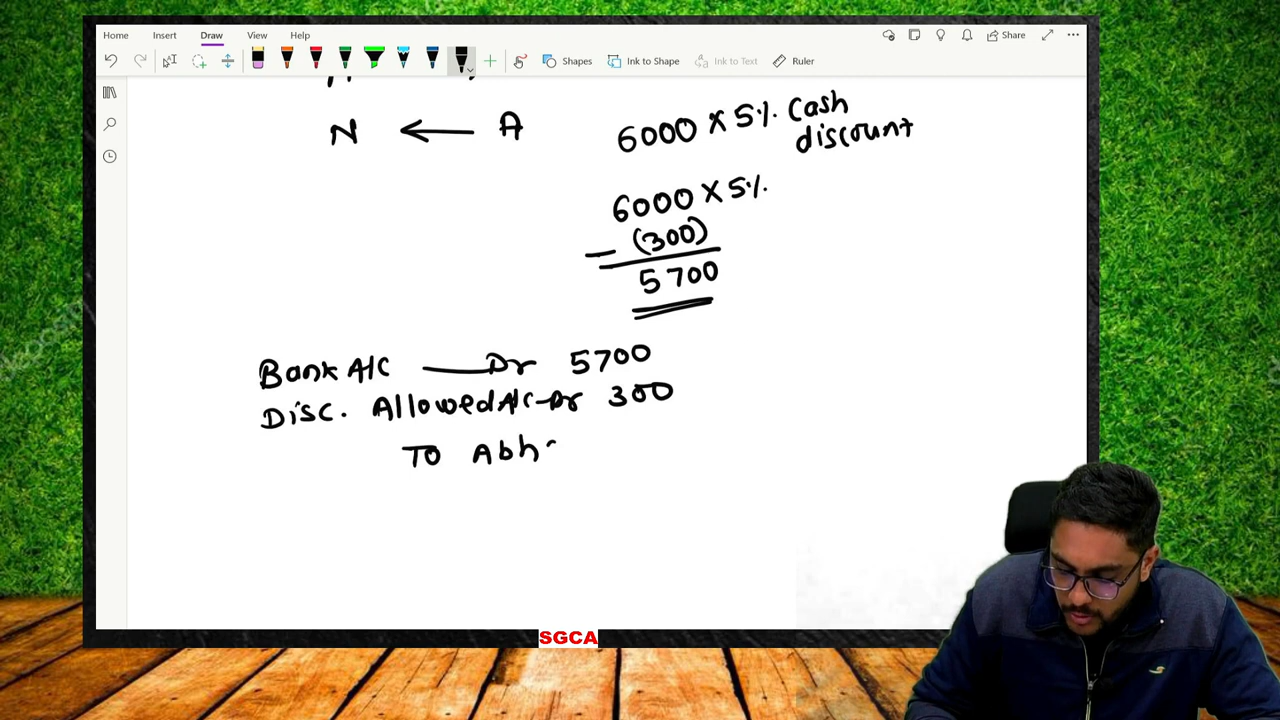 Home Insert Draw View Help
Share
Shapes Ink to Shape Ink to Text Ruler
N ← A
6000 × 5% Cash discount
6000 × 5%
- (300)
5700
Bank A/C —— Dr 5700
Disc. Allowed A/C - Dr 300
To Abh
SGCA